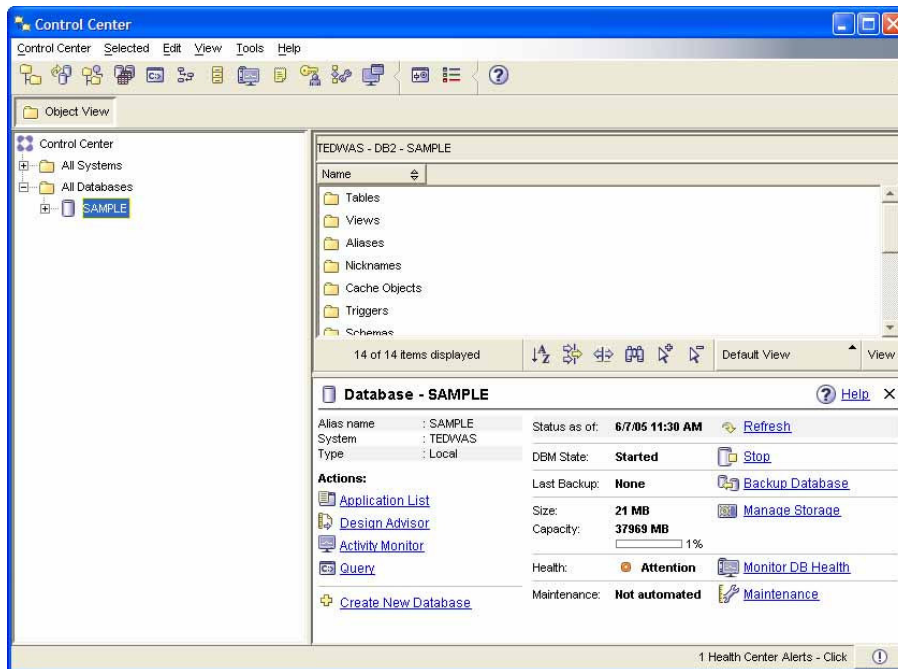 Control Center
Control Center Selected Edit View Tools Help
Object View
Control Center
All Systems
All Databases
SAMPLE
TEDWAS - DB2 - SAMPLE
Name
Tables
Views
Aliases
Nicknames
Cache Objects
Triggers
Schemas
14 of 14 items displayed
Default View
View
Database - SAMPLE
Help
Alias name : SAMPLE
System : TEDWAS
Type : Local
Actions:
Application List
Design Advisor
Activity Monitor
Query
Create New Database
Status as of: 6/7/05 11:30 AM Refresh
DBM State: Started Stop
Last Backup: None Backup Database
Size: 21 MB Manage Storage
Capacity: 37969 MB
1%
Health: Attention Monitor DB Health
Maintenance: Not automated Maintenance
1 Health Center Alerts - Click